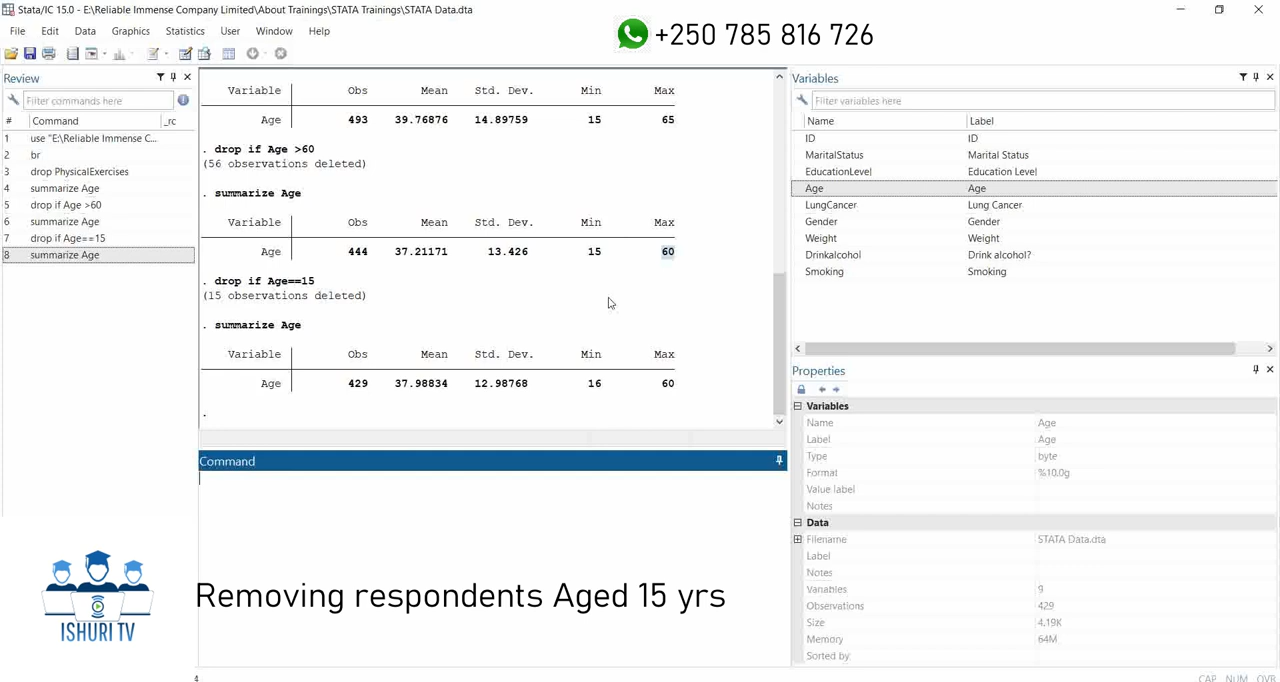 Stata/IC 15.0 - E:\Reliable Immense Company Limited\About Trainings\STATA Trainings\STATA Data.dta
File Edit Data Graphics Statistics User Window Help
+250 785 816 726
Review
Filter commands here
# Command _rc
1 use "E:\Reliable Immense C...
2 br
3 drop PhysicalExercises
4 summarize Age
5 drop if Age >60
6 summarize Age
7 drop if Age==15
8 summarize Age
Variable Obs Mean Std. Dev. Min Max
Age 493 39.76876 14.89759 15 65
. drop if Age >60
(56 observations deleted)
. summarize Age
Variable Obs Mean Std. Dev. Min Max
Age 444 37.21171 13.426 15 60
. drop if Age==15
(15 observations deleted)
. summarize Age
Variable Obs Mean Std. Dev. Min Max
Age 429 37.98834 12.98768 16 60
.
Command
Variables
Filter variables here
Name Label
ID ID
MaritalStatus Marital Status
EducationLevel Education Level
Age Age
LungCancer Lung Cancer
Gender Gender
Weight Weight
Drinkalcohol Drink alcohol?
Smoking Smoking
Properties
Variables
Name Age
Label Age
Type byte
Format %10.0g
Value label
Notes
Data
Filename STATA Data.dta
Label
Notes
Variables 9
Observations 429
Size 4.19K
Memory 64M
Sorted by
ISHURI TV
Removing respondents Aged 15 yrs
CAP NUM OVR